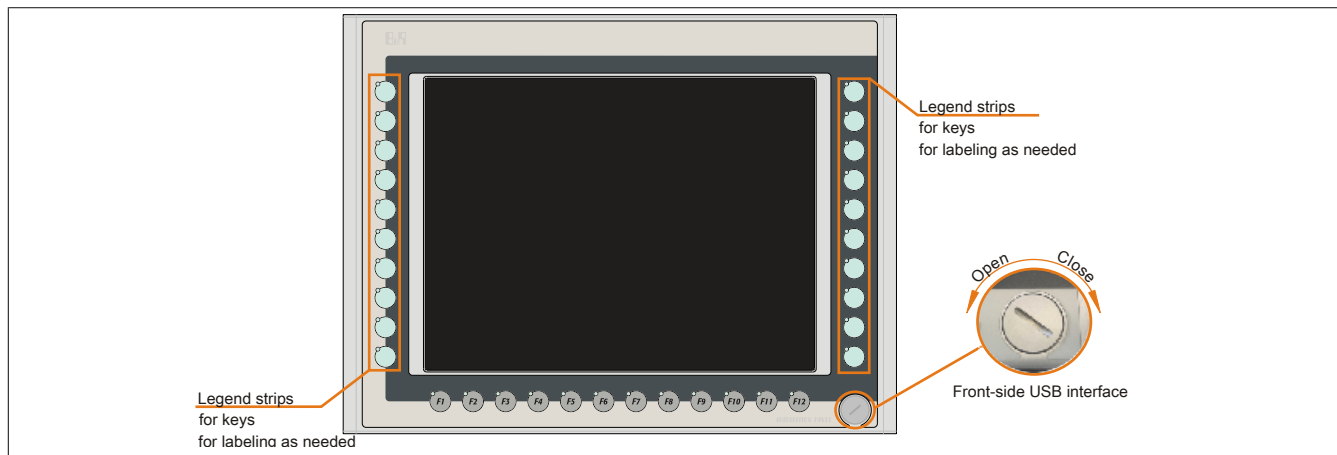 Legend strips
for keys
for labeling as needed
Open
Close
Front-side USB interface
Legend strips
for keys
for labeling as needed
F1 F2 F3 F4 F5 F6 F7 F8 F9 F10 F11 F12